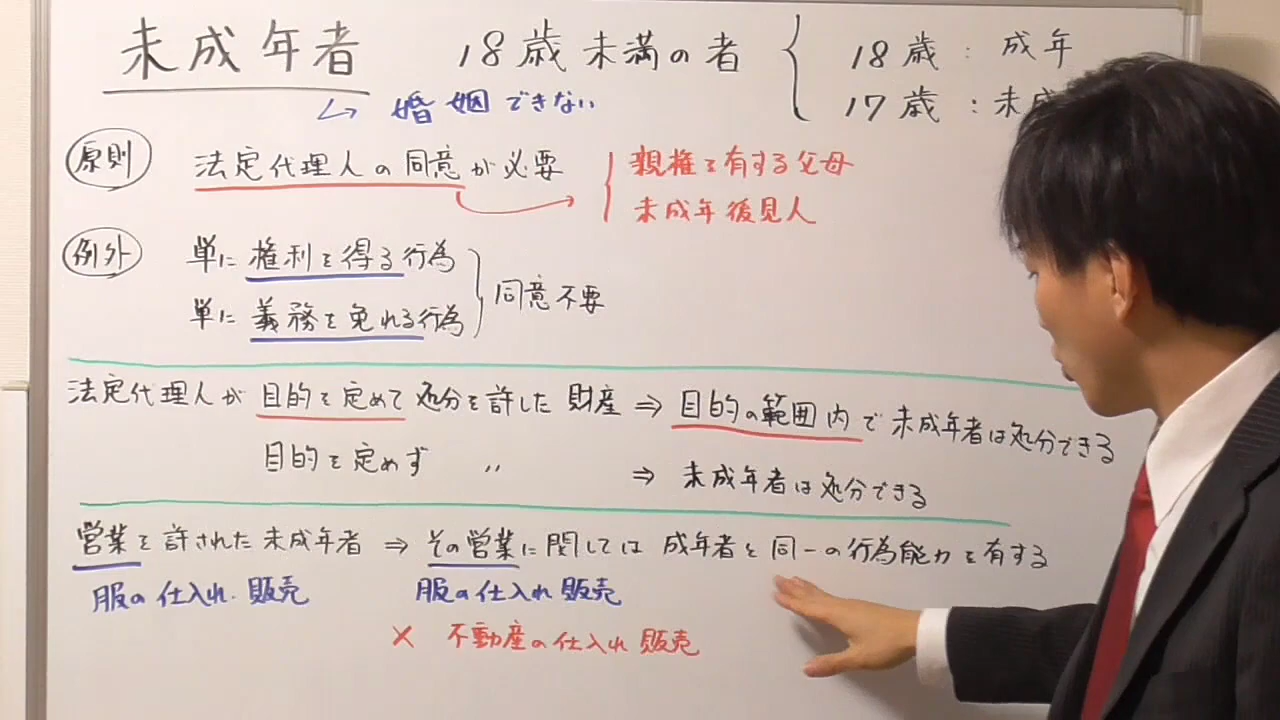 未成年者 18歳未満の者 18歳:成年
17歳:未成
↳ 婚姻できない
原則 法定代理人の同意が必要 親権を有する父母
未成年後見人
例外 単に権利を得る行為
単に義務を免れる行為
同意不要
法定代理人が目的を定めて処分を許した財産 ⇒ 目的の範囲内で未成年者は処分できる
目的を定めず 〃 ⇒ 未成年者は処分できる
営業を許された未成年者 ⇒ その営業に関しては成年者と同一の行為能力を有する
服の仕入れ・販売 服の仕入れ 販売
× 不動産の仕入れ 販売